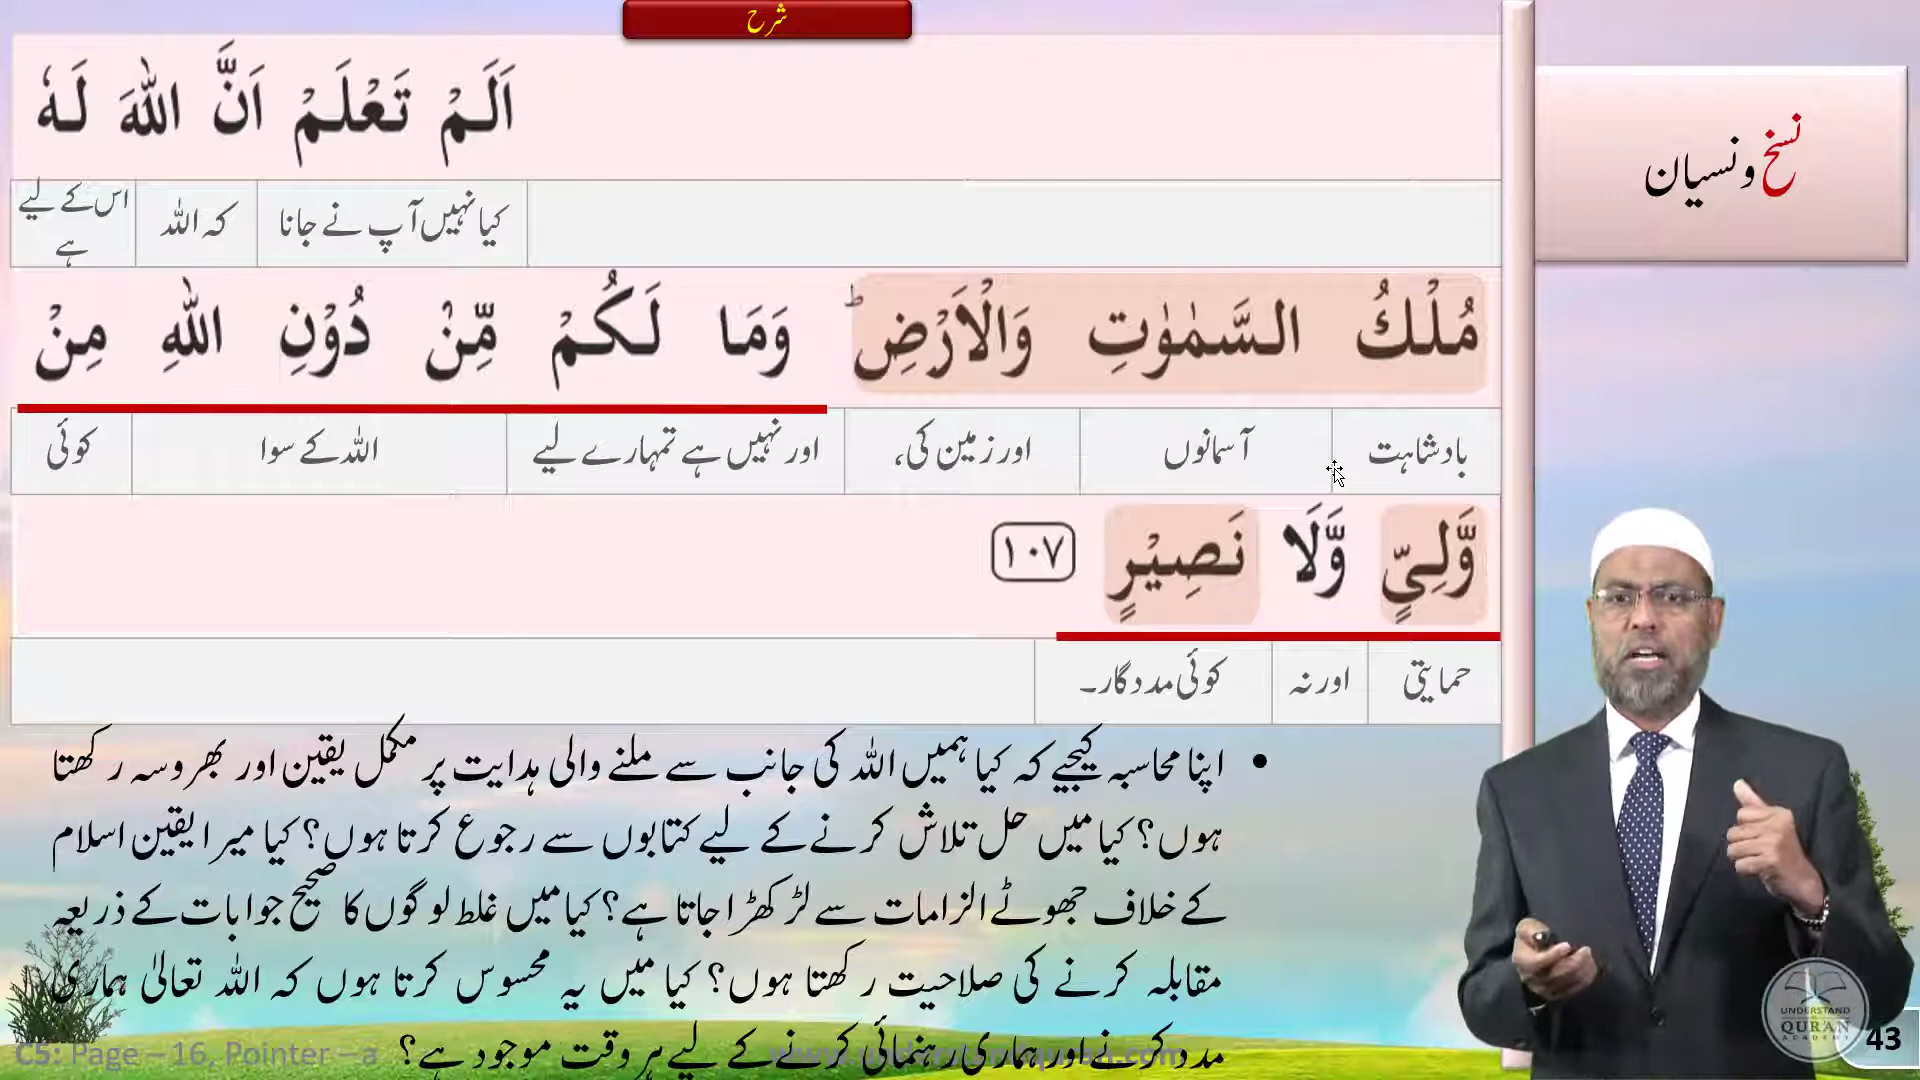 شرح
نسخ و نسیان
اَلَمْ تَعْلَمْ اَنَّ اللّٰهَ لَهٗ
کیا نہیں آپ نے جانا کہ اللہ اس کے لیے ہے
مُلْكُ السَّمٰوٰتِ وَالْاَرْضِ ؕ وَمَا لَكُمْ مِّنْ دُوْنِ اللّٰهِ مِنْ
بادشاہت آسمانوں اور زمین کی، اور نہیں ہے تمہارے لیے اللہ کے سوا کوئی
وَّلِيٍّ وَّلَا نَصِيْرٍ ١٠٧
حمایتی اور نہ کوئی مددگار۔
• اپنا محاسبہ کیجیے کہ کیا ہمیں اللہ کی جانب سے ملنے والی ہدایت پر مکمل یقین اور بھروسہ رکھتا
ہوں؟ کیا میں حل تلاش کرنے کے لیے کتابوں سے رجوع کرتا ہوں؟ کیا میرا یقین اسلام
کے خلاف جھوٹے الزامات سے لڑکھڑا جاتا ہے؟ کیا میں غلط لوگوں کا صحیح جوابات کے ذریعہ
مقابلہ کرنے کی صلاحیت رکھتا ہوں؟ کیا میں یہ محسوس کرتا ہوں کہ اللہ تعالیٰ ہماری
مدد کرنے اور ہماری رہنمائی کرنے کے لیے ہر وقت موجود ہے؟
C5: Page – 16, Pointer – a
UNDERSTAND
QURAN
ACADEMY
43